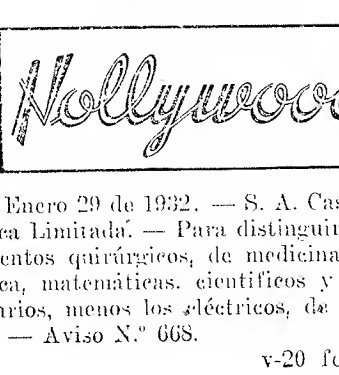 Hollywoo
Enero 29 de 1932. — S. A. Cas
ca Limitada. — Para distinguir
entos quirúrgicos, de medicina
ca, matemáticas. científicos y
arios, menos los eléctricos, de
— Aviso N.º 668.
v-20 fe